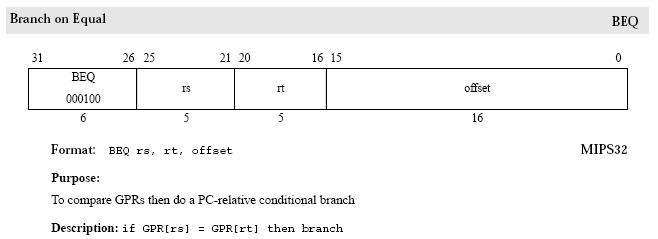 Branch on Equal BEQ
31 26 25 21 20 16 15 0
BEQ
000100
rs rt offset
6 5 5 16
Format: BEQ rs, rt, offset MIPS32
Purpose:
To compare GPRs then do a PC-relative conditional branch
Description: if GPR[rs] = GPR[rt] then branch